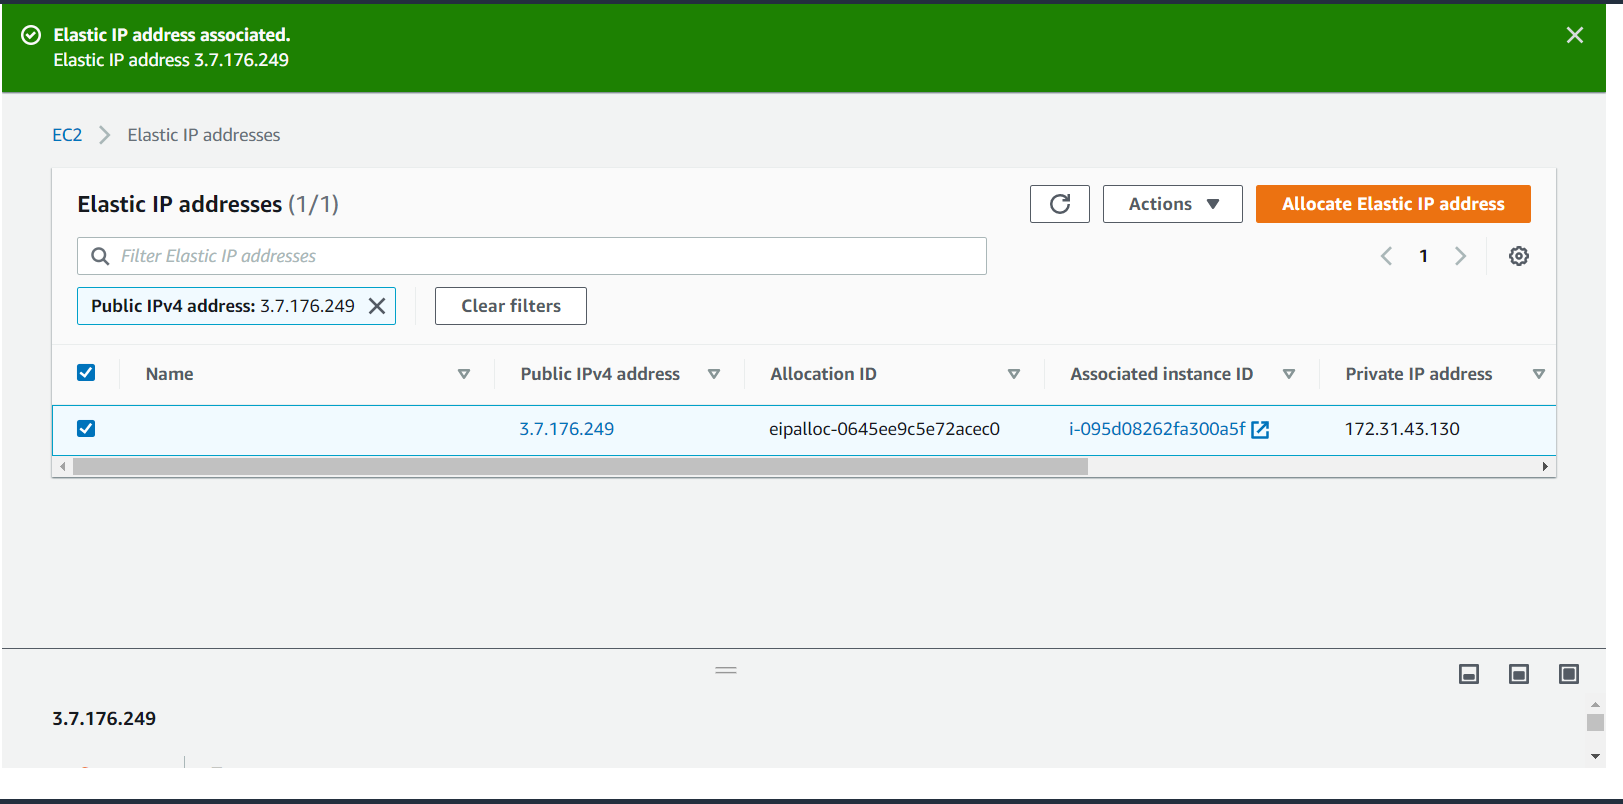 Elastic IP address associated.
Elastic IP address 3.7.176.249
EC2 Elastic IP addresses
Elastic IP addresses (1/1) Actions Allocate Elastic IP address
Filter Elastic IP addresses 1
Public IPv4 address: 3.7.176.249 Clear filters
Name Public IPv4 address Allocation ID Associated instance ID Private IP address
3.7.176.249 eipalloc-0645ee9c5e72acec0 i-095d08262fa300a5f 172.31.43.130
3.7.176.249